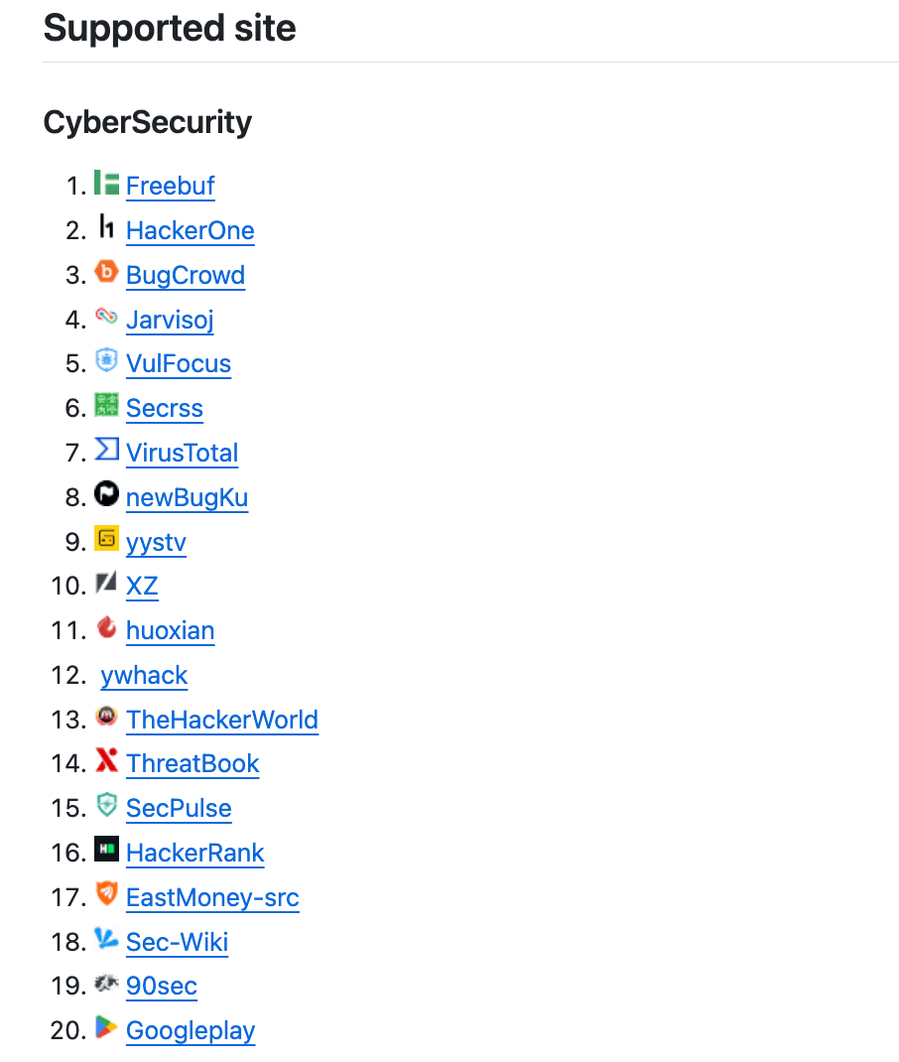 Supported site
CyberSecurity
1. Freebuf
2. HackerOne
3. BugCrowd
4. Jarvisoj
5. VulFocus
6. Secrss
7. VirusTotal
8. newBugKu
9. yystv
10. XZ
11. huoxian
12. ywhack
13. TheHackerWorld
14. ThreatBook
15. SecPulse
16. HackerRank
17. EastMoney-src
18. Sec-Wiki
19. 90sec
20. Googleplay